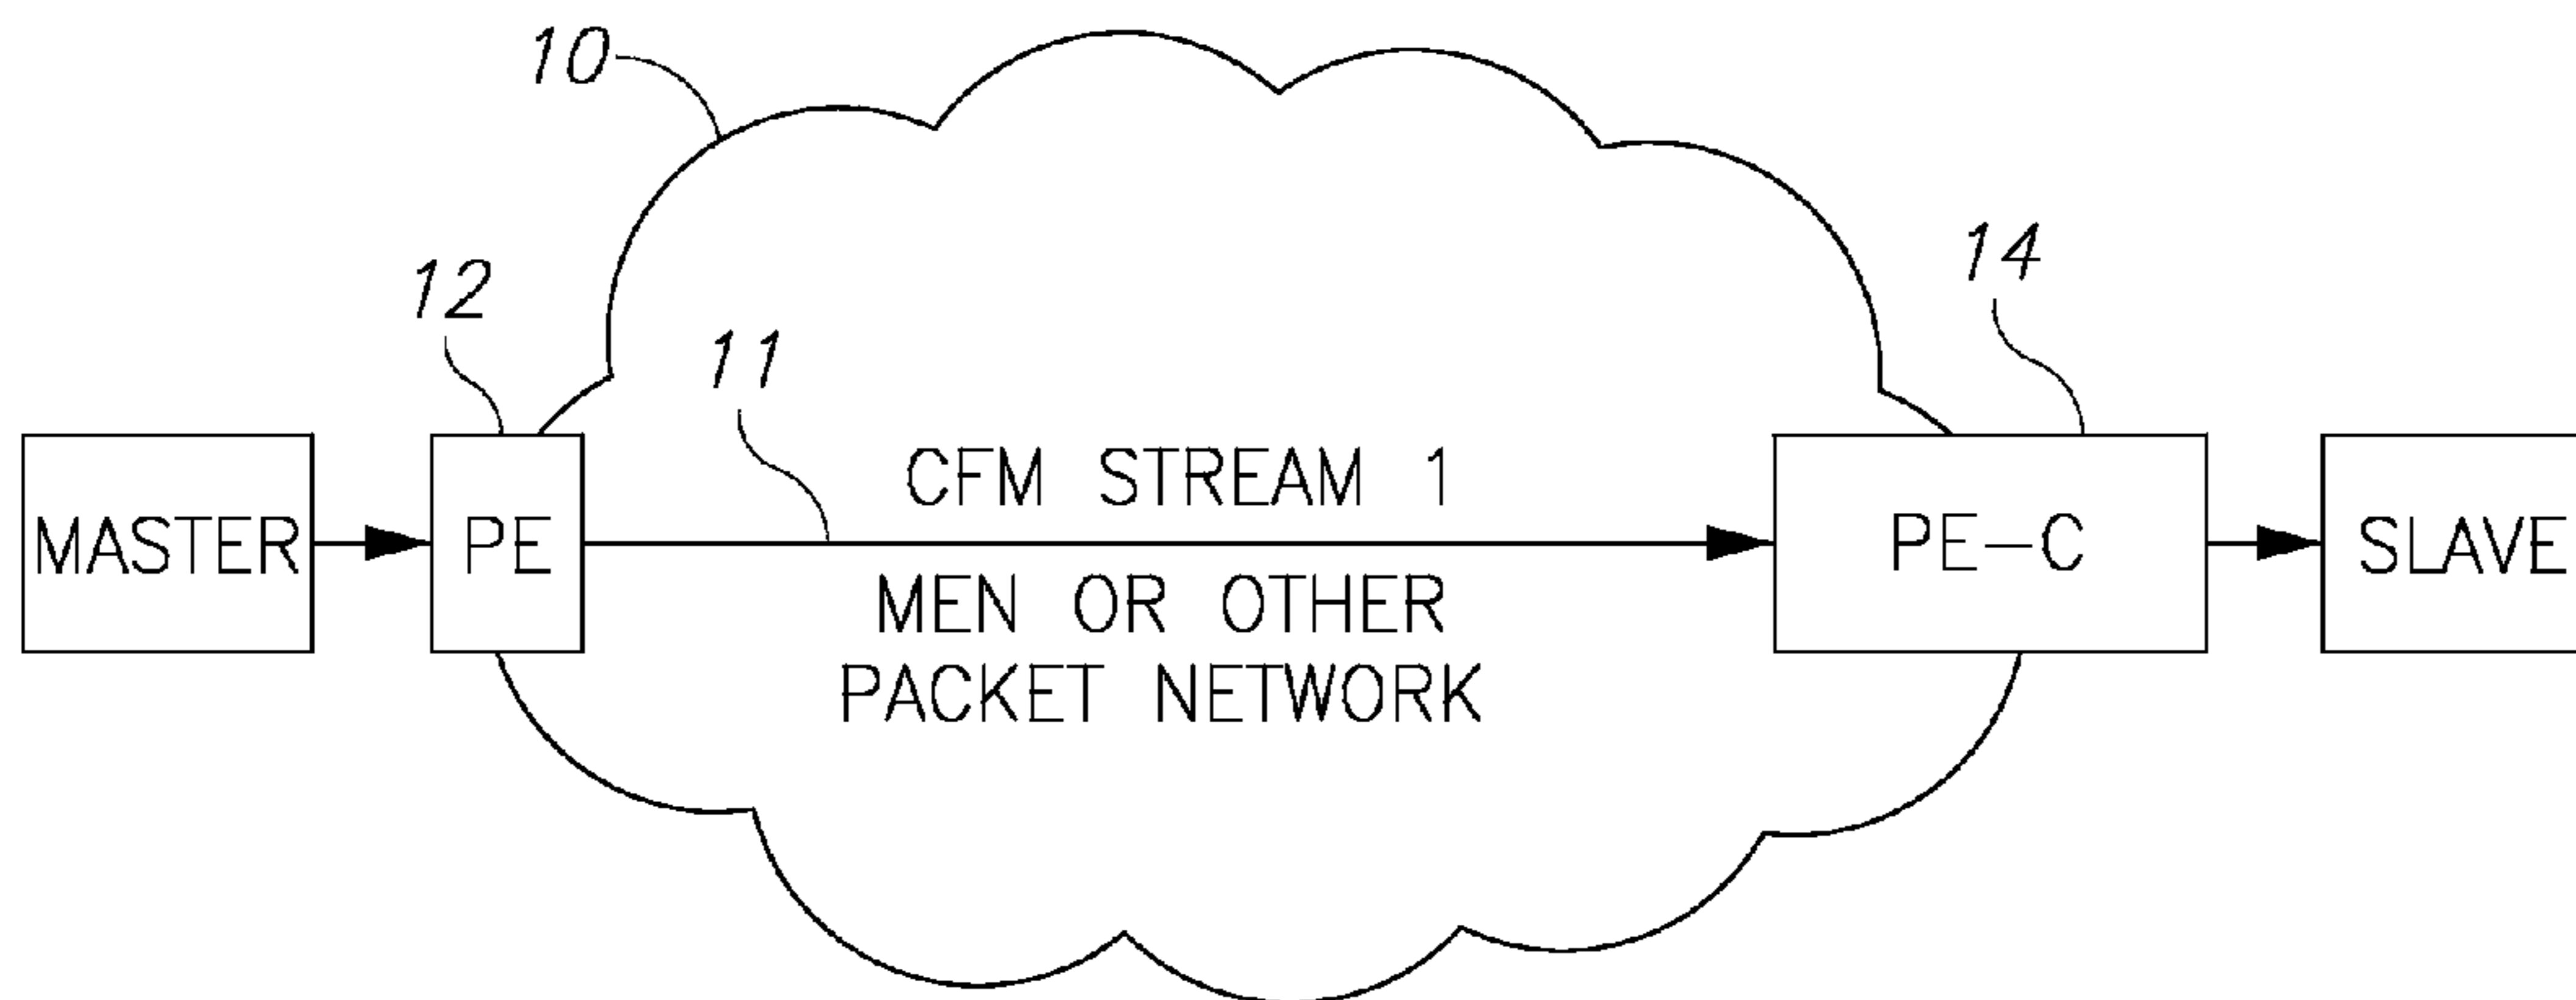 10
12
11
14
CFM STREAM 1
MASTER
PE
PE-C
SLAVE
MEN OR OTHER
PACKET NETWORK